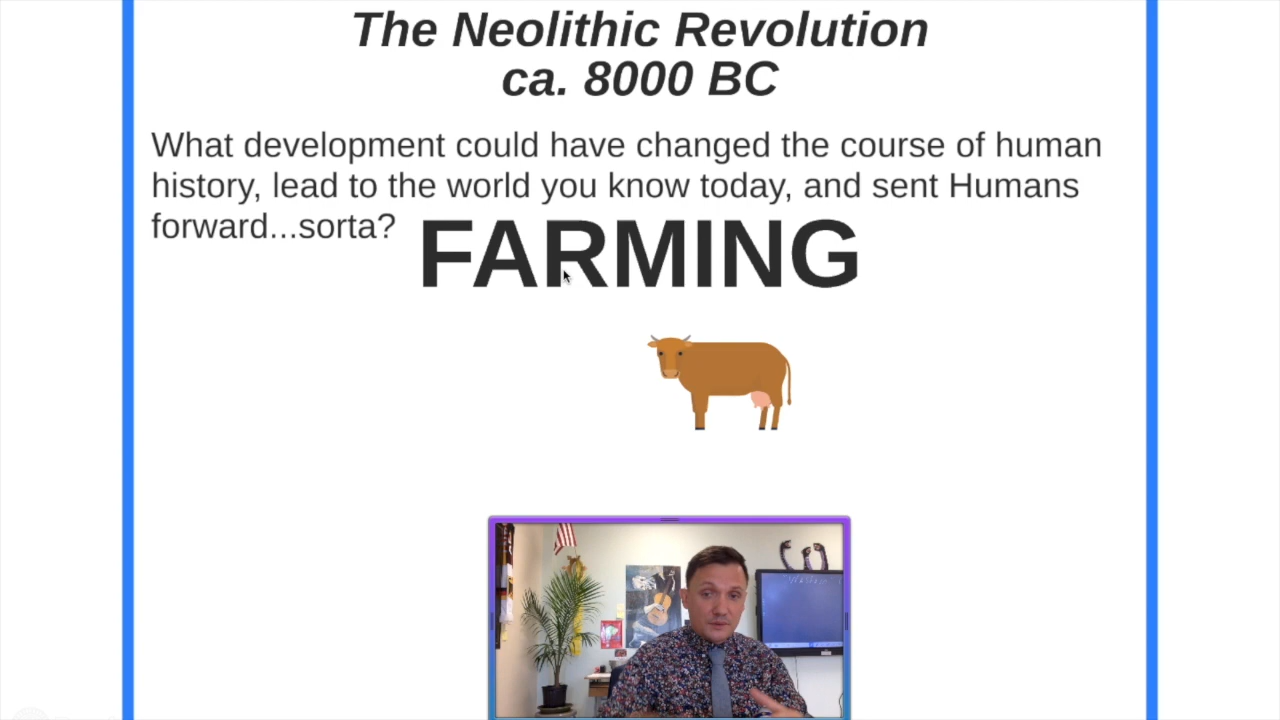 The Neolithic Revolution
ca. 8000 BC
What development could have changed the course of human
history, lead to the world you know today, and sent Humans
forward...sorta?
FARMING